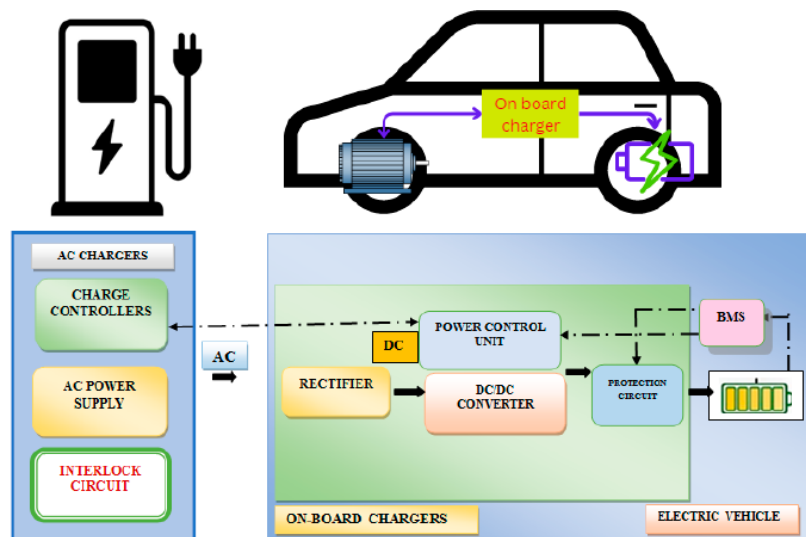 On board
charger
AC CHARGERS
CHARGE
CONTROLLERS
AC POWER
SUPPLY
INTERLOCK
CIRCUIT
AC
DC
POWER CONTROL
UNIT
RECTIFIER
DC/DC
CONVERTER
PROTECTION
CIRCUIT
BMS
ON-BOARD CHARGERS
ELECTRIC VEHICLE